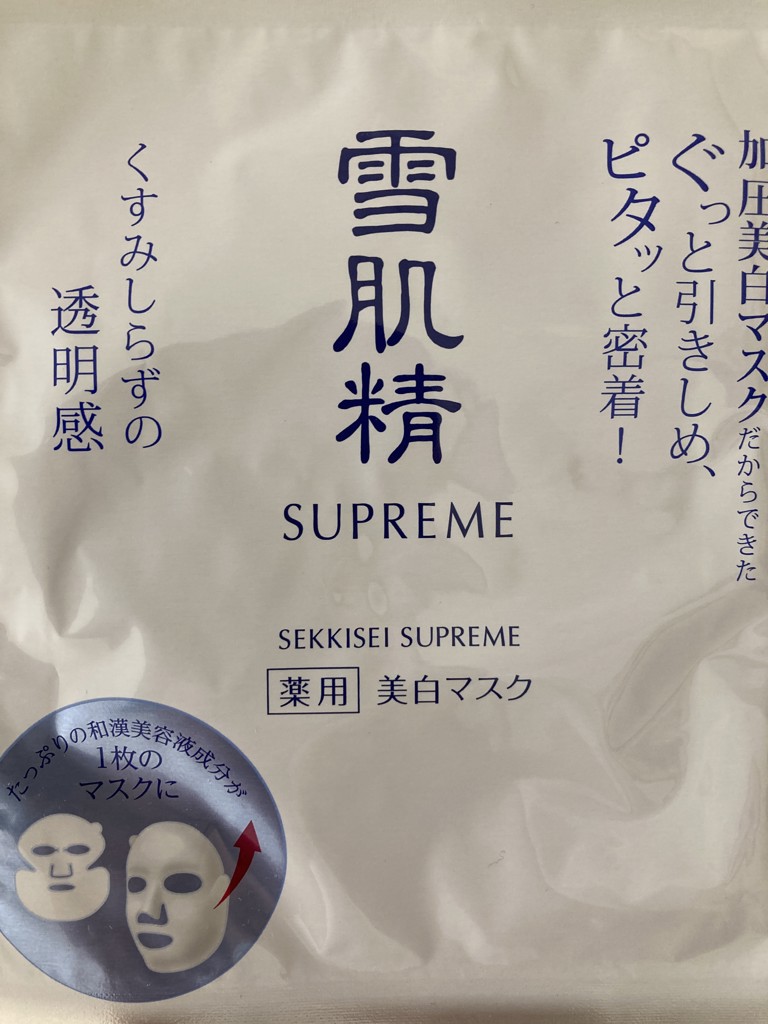 加圧美白マスクだからできた
ぐっと引きしめ、
ピタッと密着！
雪肌精
SUPREME
くすみしらずの
透明感
SEKKISEI SUPREME
薬用 美白マスク
たっぷりの和漢美容液成分が
1枚の
マスクに